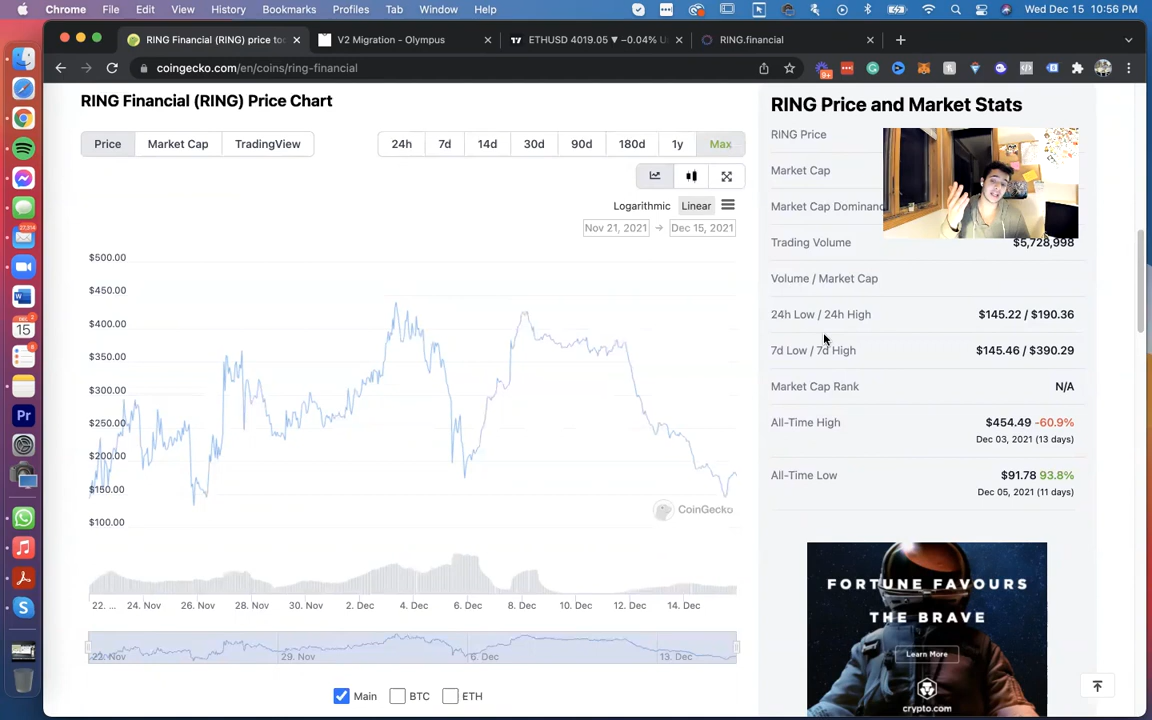 Chrome File Edit View History Bookmarks Profiles Tab Window Help Wed Dec 15 10:56 PM
RING Financial (RING) price to V2 Migration - Olympus ETHUSD 4019.05 ▼ −0.04% U RING.financial
coingecko.com/en/coins/ring-financial
9+
RING Financial (RING) Price Chart
Price Market Cap TradingView
24h 7d 14d 30d 90d 180d 1y Max
Logarithmic Linear
Nov 21, 2021 → Dec 15, 2021
$500.00
$450.00
$400.00
$350.00
$300.00
$250.00
$200.00
$150.00
$100.00
CoinGecko
22. ... 24. Nov 26. Nov 28. Nov 30. Nov 2. Dec 4. Dec 6. Dec 8. Dec 10. Dec 12. Dec 14. Dec
22. Nov 29. Nov 6. Dec 13. Dec
Main BTC ETH
RING Price and Market Stats
RING Price
Market Cap
Market Cap Dominanc
Trading Volume $5,728,998
Volume / Market Cap
24h Low / 24h High $145.22 / $190.36
7d Low / 7d High $145.46 / $390.29
Market Cap Rank N/A
All-Time High $454.49 -60.9%
Dec 03, 2021 (13 days)
All-Time Low $91.78 93.8%
Dec 05, 2021 (11 days)
FORTUNE FAVOURS
THE BRAVE
Learn More
crypto.com
DEC
15
Pr